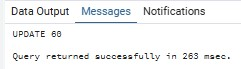 Data Output Messages Notifications
UPDATE 60
Query returned successfully in 263 msec.